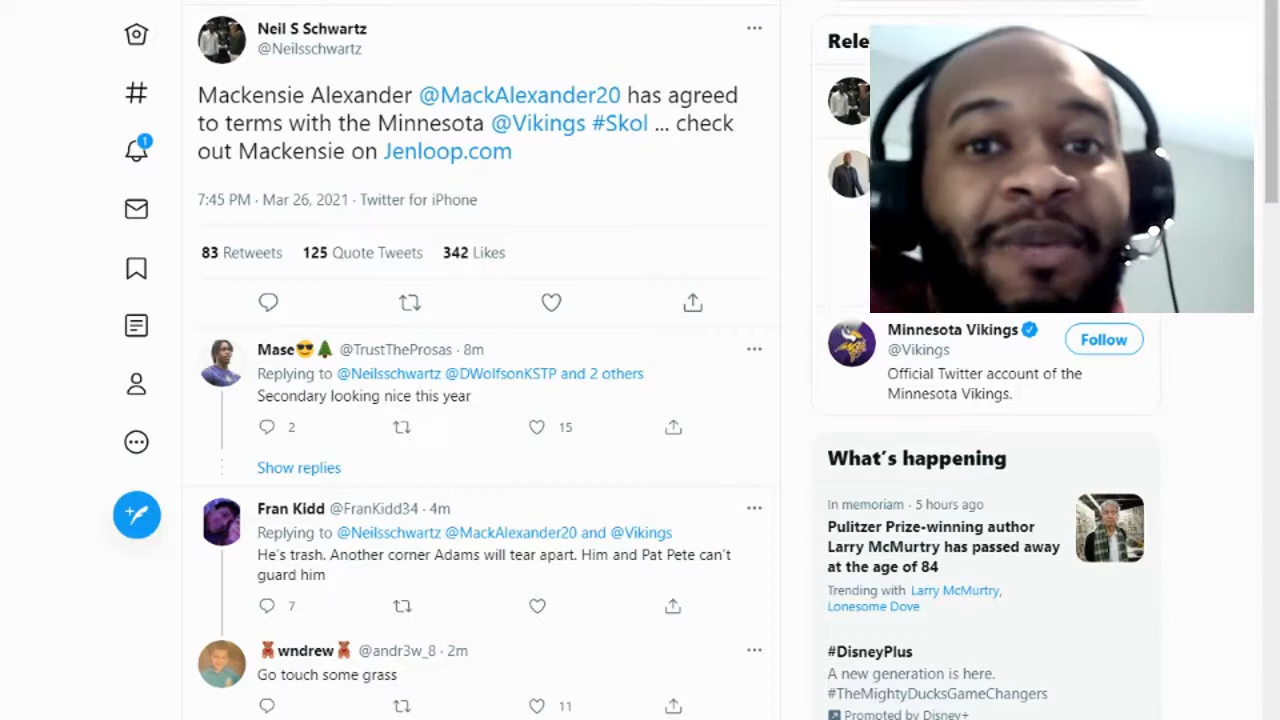 Neil S Schwartz
@Neilsschwartz
Mackensie Alexander @MackAlexander20 has agreed
to terms with the Minnesota @Vikings #Skol ... check
out Mackensie on Jenloop.com
7:45 PM · Mar 26, 2021 · Twitter for iPhone
83 Retweets 125 Quote Tweets 342 Likes
Mase😎🌲 @TrustTheProsas · 8m
Replying to @Neilsschwartz @DWolfsonKSTP and 2 others
Secondary looking nice this year
2
15
Show replies
Fran Kidd @FranKidd34 · 4m
Replying to @Neilsschwartz @MackAlexander20 and @Vikings
He's trash. Another corner Adams will tear apart. Him and Pat Pete can't
guard him
7
🧸wndrew🧸 @andr3w_8 · 2m
Go touch some grass
11
1
Rele
Minnesota Vikings
@Vikings
Follow
Official Twitter account of the
Minnesota Vikings.
What's happening
In memoriam · 5 hours ago
Pulitzer Prize-winning author
Larry McMurtry has passed away
at the age of 84
Trending with Larry McMurtry,
Lonesome Dove
#DisneyPlus
A new generation is here.
#TheMightyDucksGameChangers
Promoted by Disney+